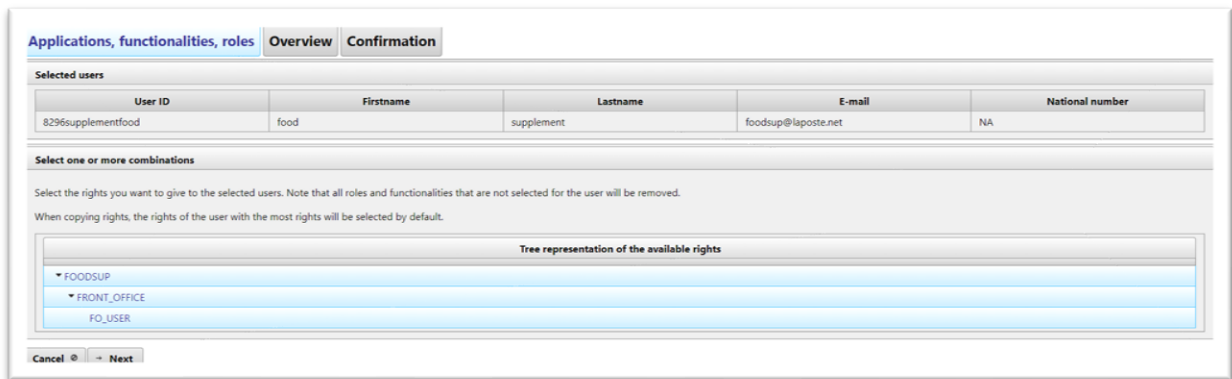 Applications, functionalities, roles Overview Confirmation
Selected users
User ID Firstname Lastname E-mail National number
8296supplementfood food supplement foodsup@laposte.net NA
Select one or more combinations
Select the rights you want to give to the selected users. Note that all roles and functionalities that are not selected for the user will be removed.
When copying rights, the rights of the user with the most rights will be selected by default.
Tree representation of the available rights
FOODSUP
FRONT_OFFICE
FO_USER
Cancel Next